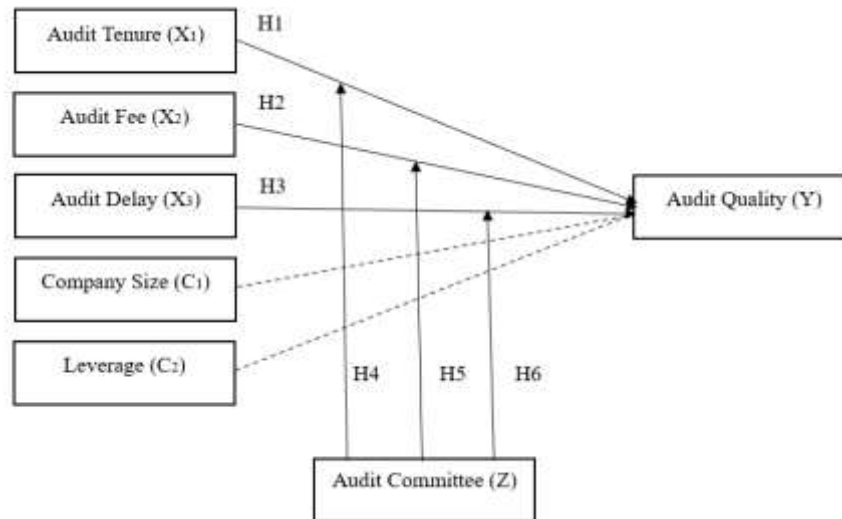 Audit Tenure (X₁)
H1
Audit Fee (X₂)
H2
Audit Delay (X₃)
H3
Audit Quality (Y)
Company Size (C₁)
Leverage (C₂)
H4
H5
H6
Audit Committee (Z)